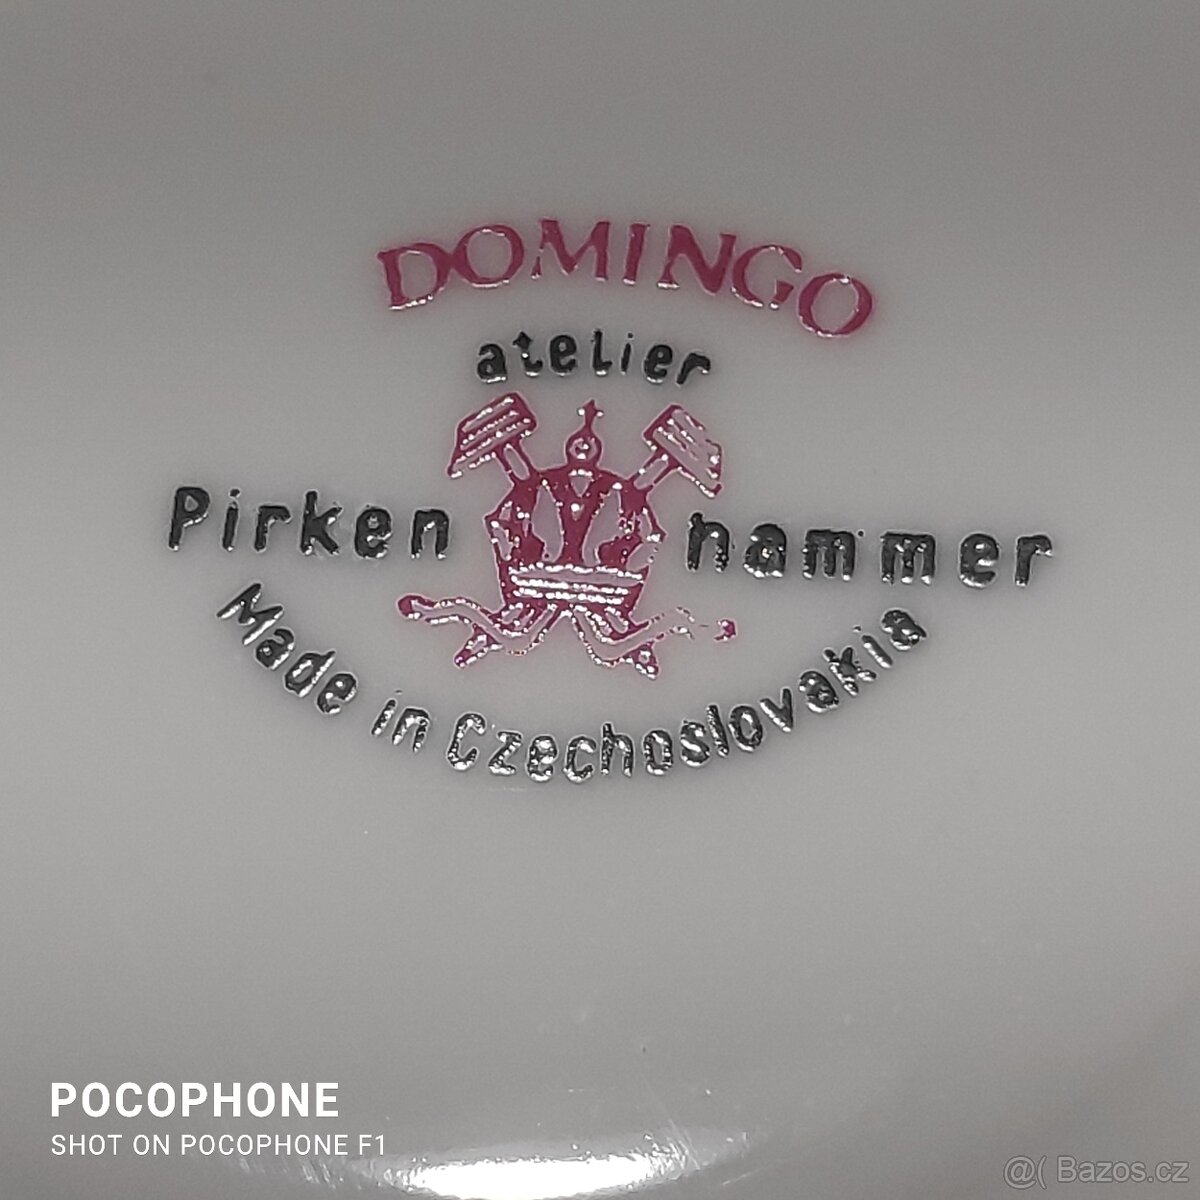 DOMINGO
atelier
Pirken hammer
Made in Czechoslovakia
POCOPHONE
SHOT ON POCOPHONE F1
@( Bazos.cz